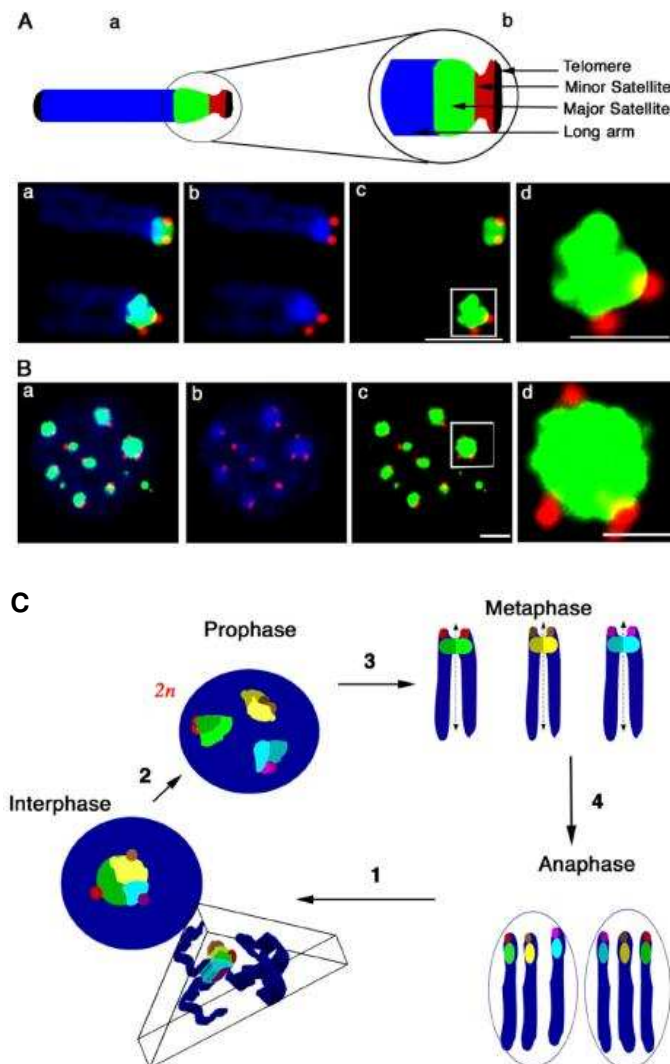 A
a
b
Telomere
Minor Satellite
Major Satellite
Long arm
a
b
c
d
B
a
b
c
d
C
Prophase
Metaphase
2n
3
2
Interphase
4
1
Anaphase